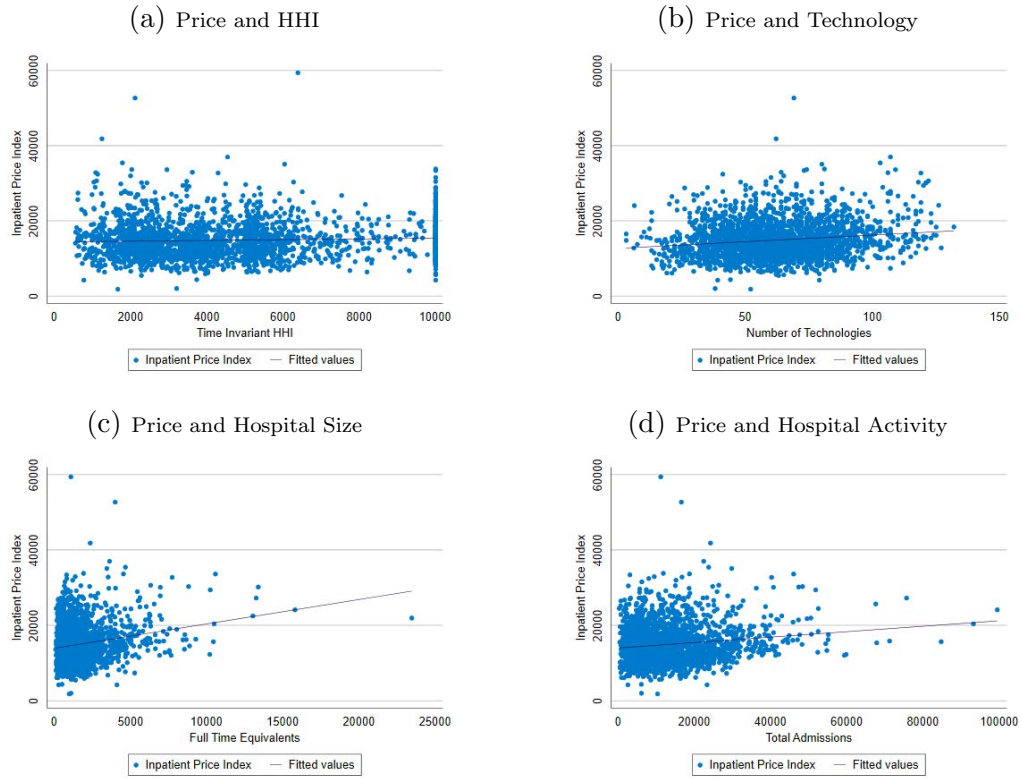 (a) Price and HHI
Inpatient Price Index
60000
40000
20000
0
0 2000 4000 6000 8000 10000
Time Invariant HHI
Inpatient Price Index Fitted values
(b) Price and Technology
Inpatient Price Index
60000
40000
20000
0
0 50 100 150
Number of Technologies
Inpatient Price Index Fitted values
(c) Price and Hospital Size
Inpatient Price Index
60000
40000
20000
0
0 5000 10000 15000 20000 25000
Full Time Equivalents
Inpatient Price Index Fitted values
(d) Price and Hospital Activity
Inpatient Price Index
60000
40000
20000
0
0 20000 40000 60000 80000 100000
Total Admissions
Inpatient Price Index Fitted values